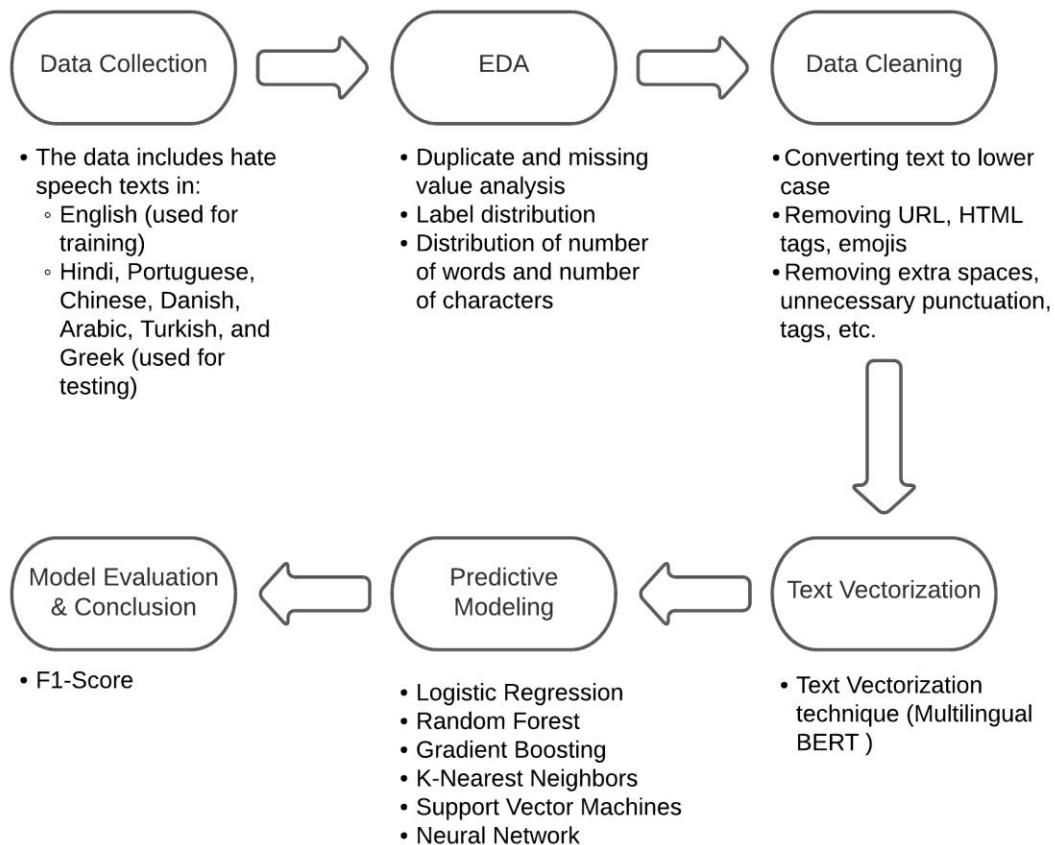 Data Collection
• The data includes hate
speech texts in:
◦ English (used for
training)
◦ Hindi, Portuguese,
Chinese, Danish,
Arabic, Turkish, and
Greek (used for
testing)
EDA
• Duplicate and missing
value analysis
• Label distribution
• Distribution of number
of words and number
of characters
Data Cleaning
• Converting text to lower
case
• Removing URL, HTML
tags, emojis
• Removing extra spaces,
unnecessary punctuation,
tags, etc.
Text Vectorization
• Text Vectorization
technique (Multilingual
BERT )
Predictive
Modeling
• Logistic Regression
• Random Forest
• Gradient Boosting
• K-Nearest Neighbors
• Support Vector Machines
• Neural Network
Model Evaluation
& Conclusion
• F1-Score